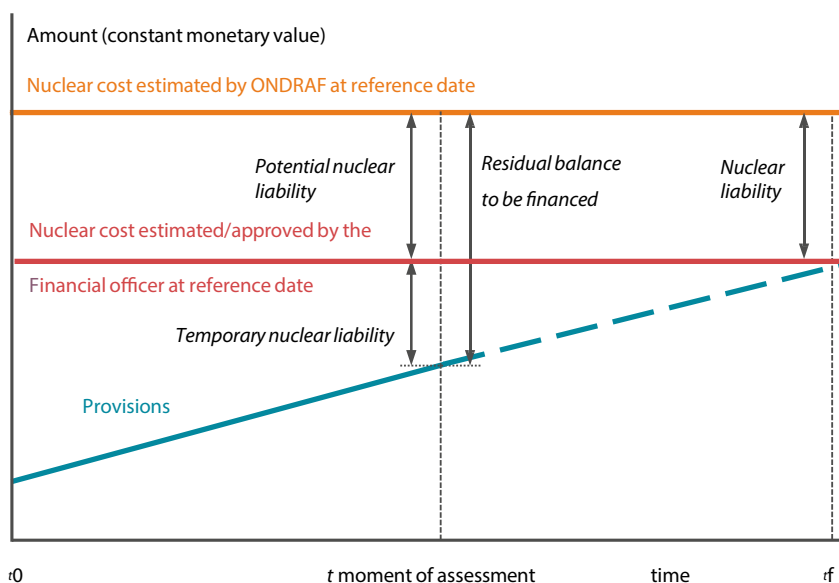 Amount (constant monetary value)
Nuclear cost estimated by ONDRAF at reference date
Potential nuclear
liability
Residual balance
to be financed
Nuclear
liability
Nuclear cost estimated/approved by the
Financial officer at reference date
Temporary nuclear liability
Provisions
t0
t moment of assessment
time
tf